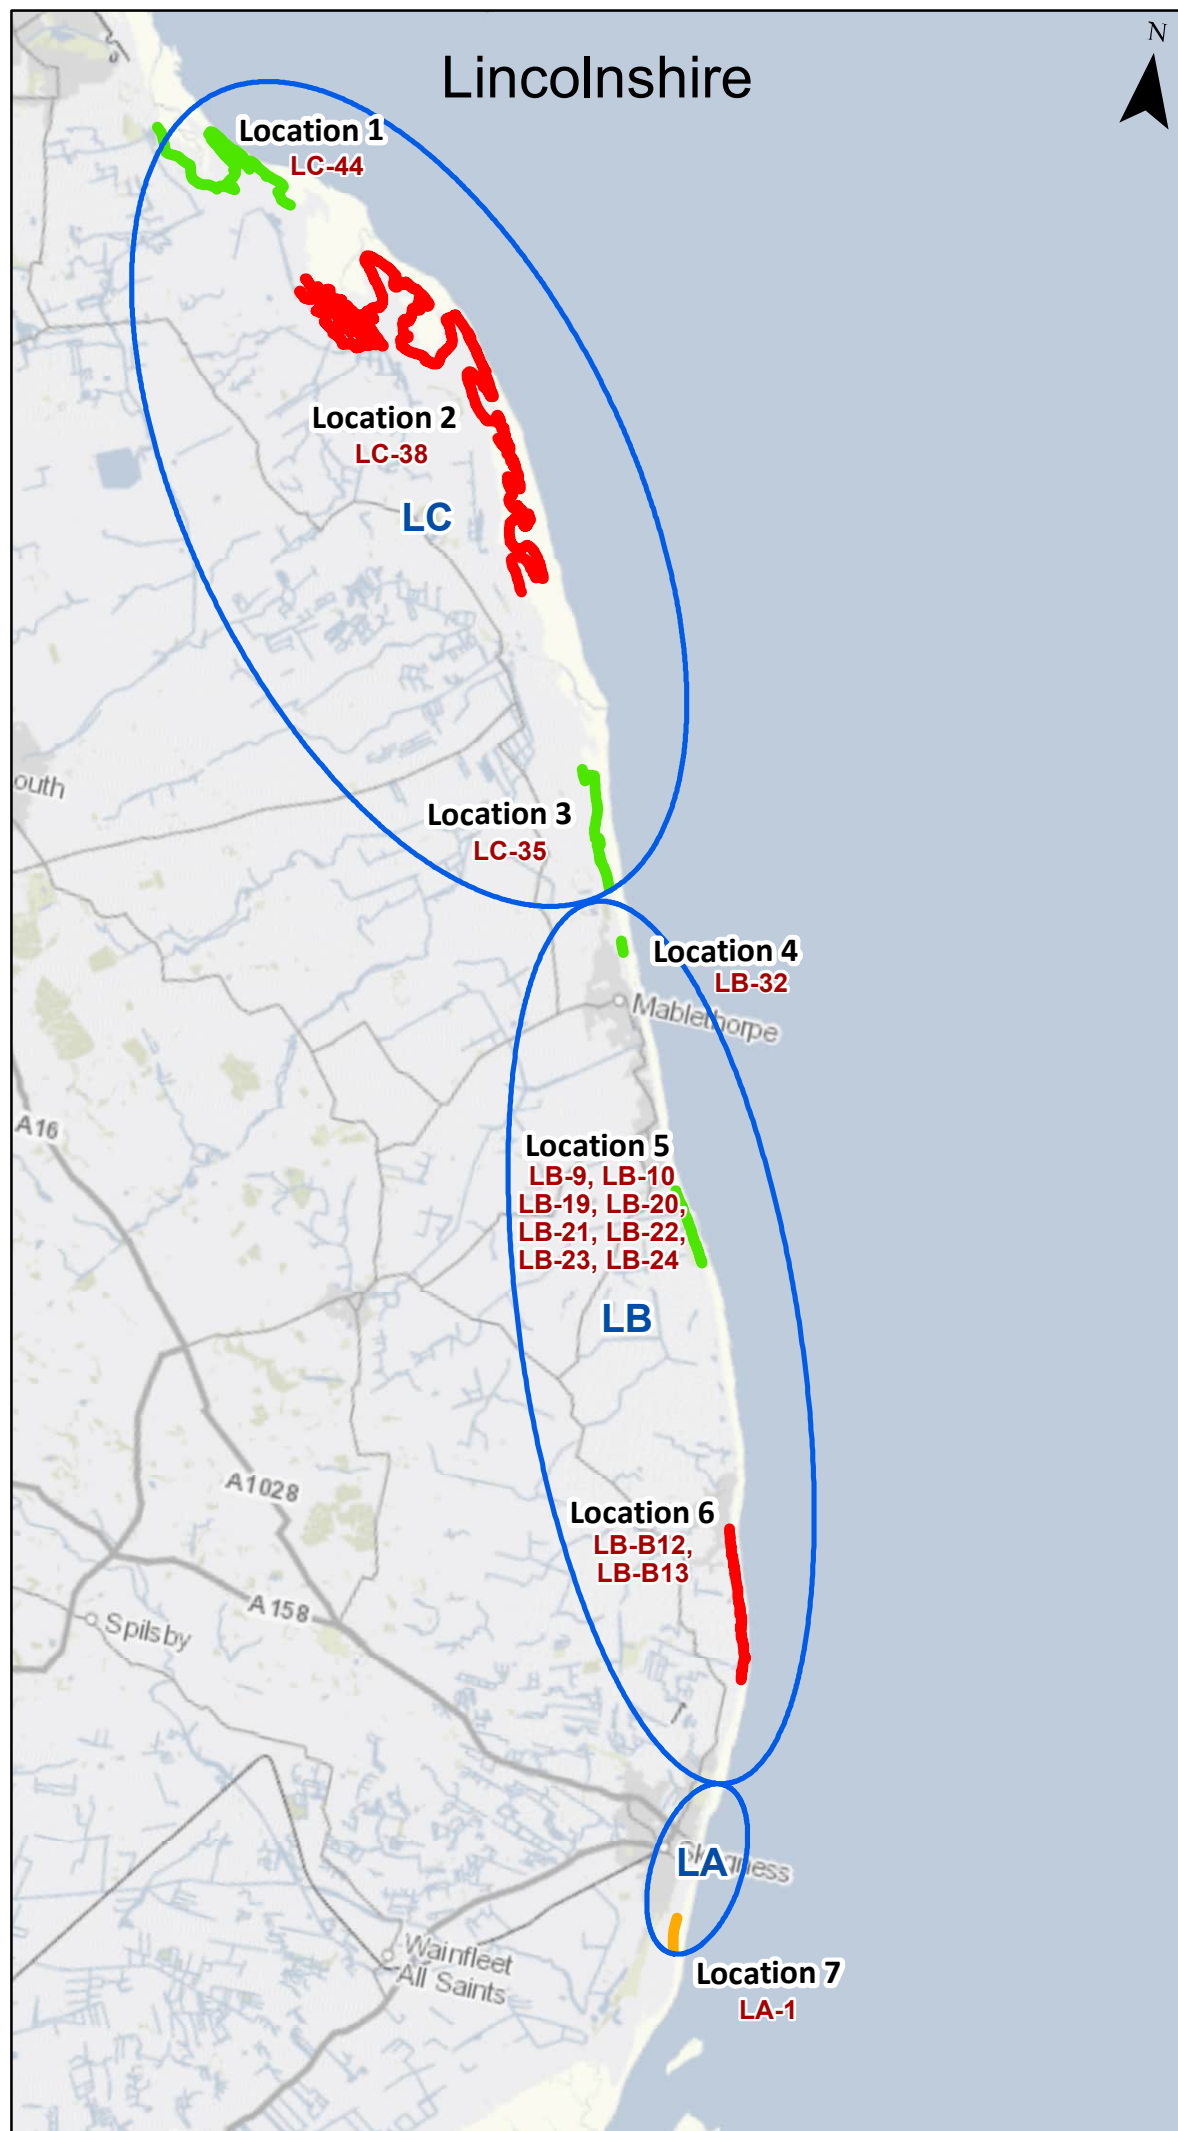 Lincolnshire
N
Location 1
LC-44
Location 2
LC-38
LC
outh
Location 3
LC-35
Location 4
LB-32
Mablethorpe
A16
Location 5
LB-9, LB-10
LB-19, LB-20,
LB-21, LB-22,
LB-23, LB-24
LB
A1028
Location 6
LB-B12,
LB-B13
A158
Spilsby
LA
Skegness
Wainfleet
All Saints
Location 7
LA-1